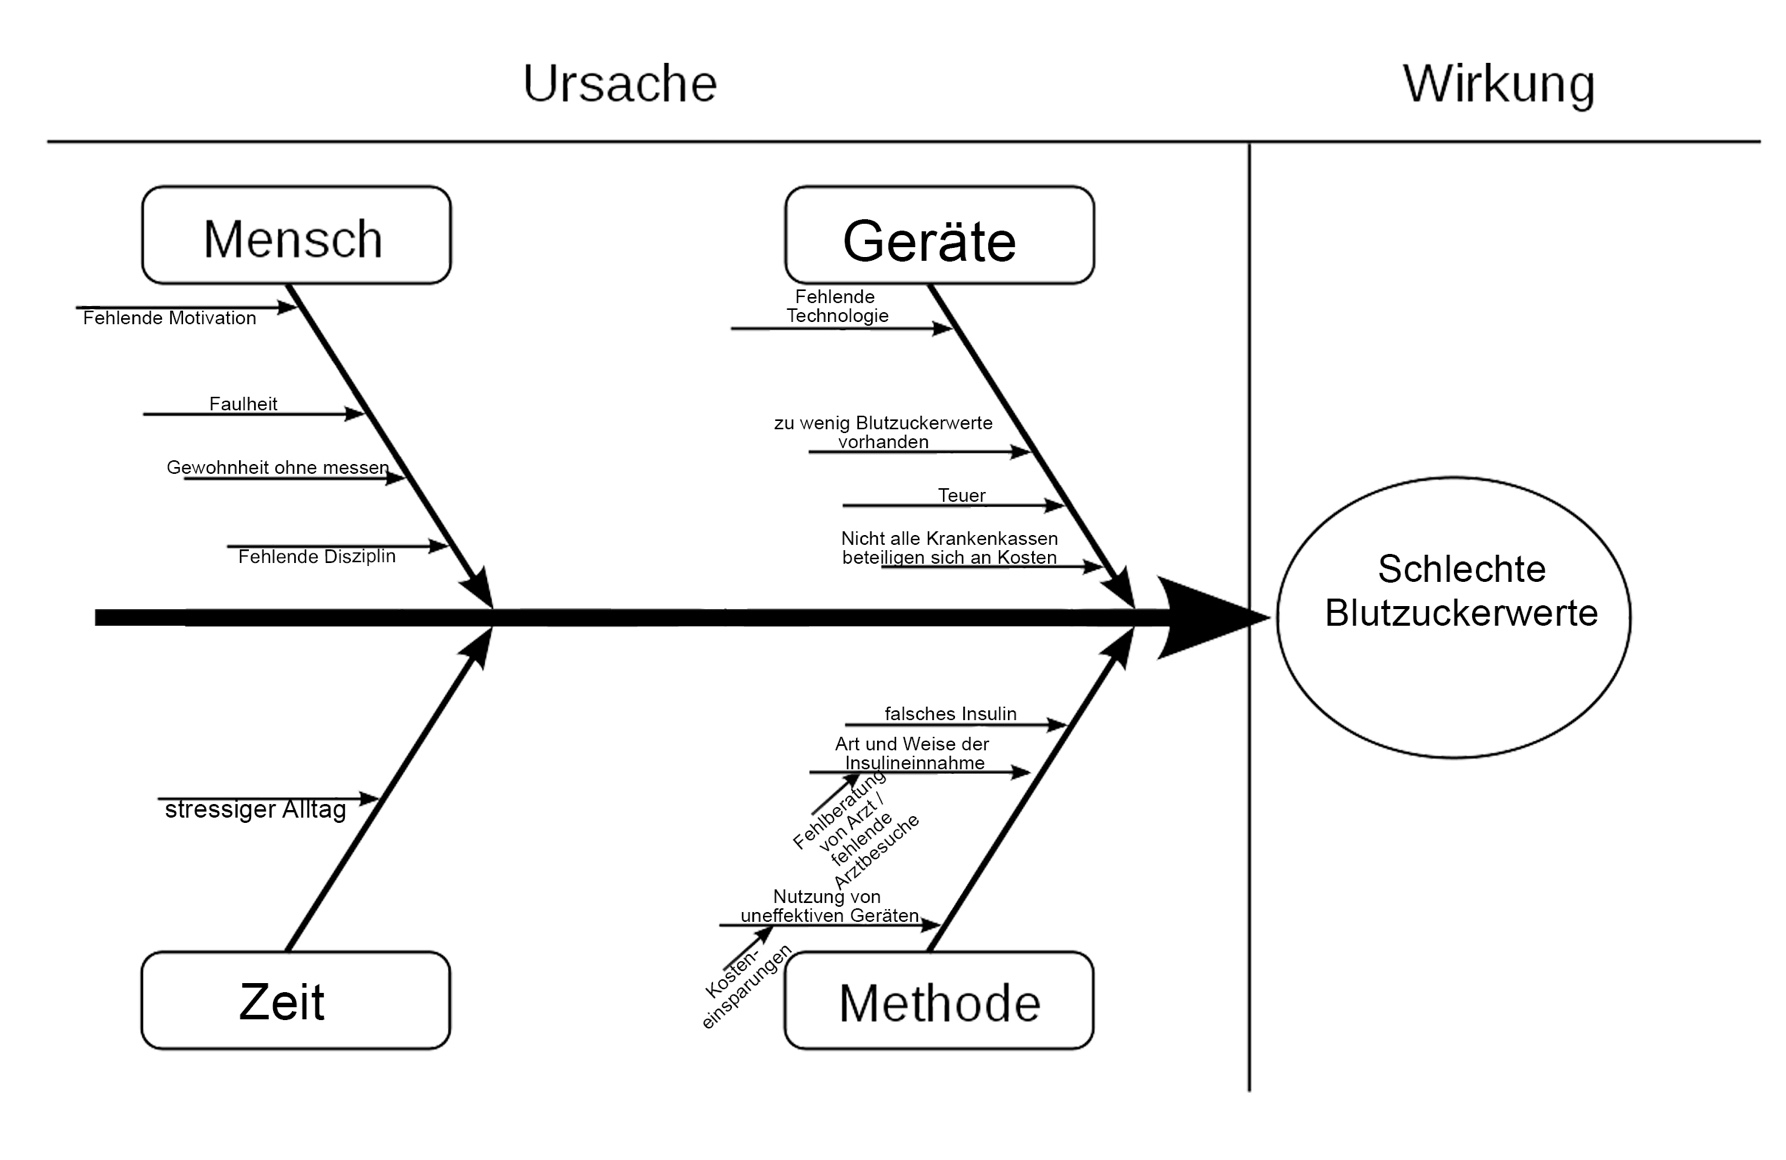 Ursache
Wirkung
Mensch
Fehlende Motivation
Faulheit
Gewohnheit ohne messen
Fehlende Disziplin
Geräte
Fehlende
Technologie
zu wenig Blutzuckerwerte
vorhanden
Teuer
Nicht alle Krankenkassen
beteiligen sich an Kosten
Schlechte
Blutzuckerwerte
stressiger Alltag
Zeit
falsches Insulin
Art und Weise der
Insulineinnahme
Fehlberatung
von Arzt /
fehlende
Arztbesuche
Nutzung von
uneffektiven Geräten
Kosten-
einsparungen
Methode